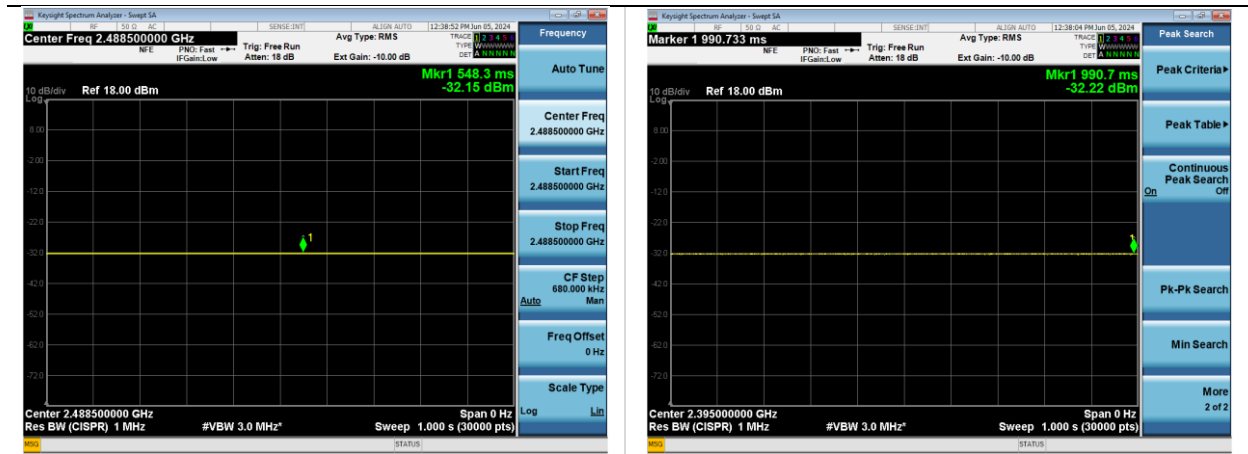 Keysight Spectrum Analyzer - Swept SA
RF 50 Ω AC SENSE:INT ALIGN AUTO 12:38:52 PM Jun 05, 2024
Center Freq 2.488500000 GHz
NFE
PNO: Fast
IFGain:Low
Trig: Free Run
Atten: 18 dB
Avg Type: RMS
Ext Gain: -10.00 dB
TRACE 1 2 3 4 5 6
TYPE WWWWWW
DET A N N N N N
Mkr1 548.3 ms
-32.15 dBm
10 dB/div Ref 18.00 dBm
Log
8.00
-2.00
-12.0
-22.0
-32.0
-42.0
-52.0
-62.0
-72.0
1
Center 2.488500000 GHz Span 0 Hz
Res BW (CISPR) 1 MHz #VBW 3.0 MHz* Sweep 1.000 s (30000 pts)
MSG STATUS
Frequency
Auto Tune
Center Freq
2.488500000 GHz
Start Freq
2.488500000 GHz
Stop Freq
2.488500000 GHz
CF Step
680.000 kHz
Auto Man
Freq Offset
0 Hz
Scale Type
Log Lin
Keysight Spectrum Analyzer - Swept SA
RF 50 Ω AC SENSE:INT ALIGN AUTO 12:38:04 PM Jun 05, 2024
Marker 1 990.733 ms
NFE
PNO: Fast
IFGain:Low
Trig: Free Run
Atten: 18 dB
Avg Type: RMS
Ext Gain: -10.00 dB
TRACE 1 2 3 4 5 6
TYPE WWWWWW
DET A N N N N N
Mkr1 990.7 ms
-32.22 dBm
10 dB/div Ref 18.00 dBm
Log
8.00
-2.00
-12.0
-22.0
-32.0
-42.0
-52.0
-62.0
-72.0
1
Center 2.395000000 GHz Span 0 Hz
Res BW (CISPR) 1 MHz #VBW 3.0 MHz* Sweep 1.000 s (30000 pts)
MSG STATUS
Peak Search
Peak Criteria
Peak Table
Continuous
Peak Search
On Off
Pk-Pk Search
Min Search
More
2 of 2